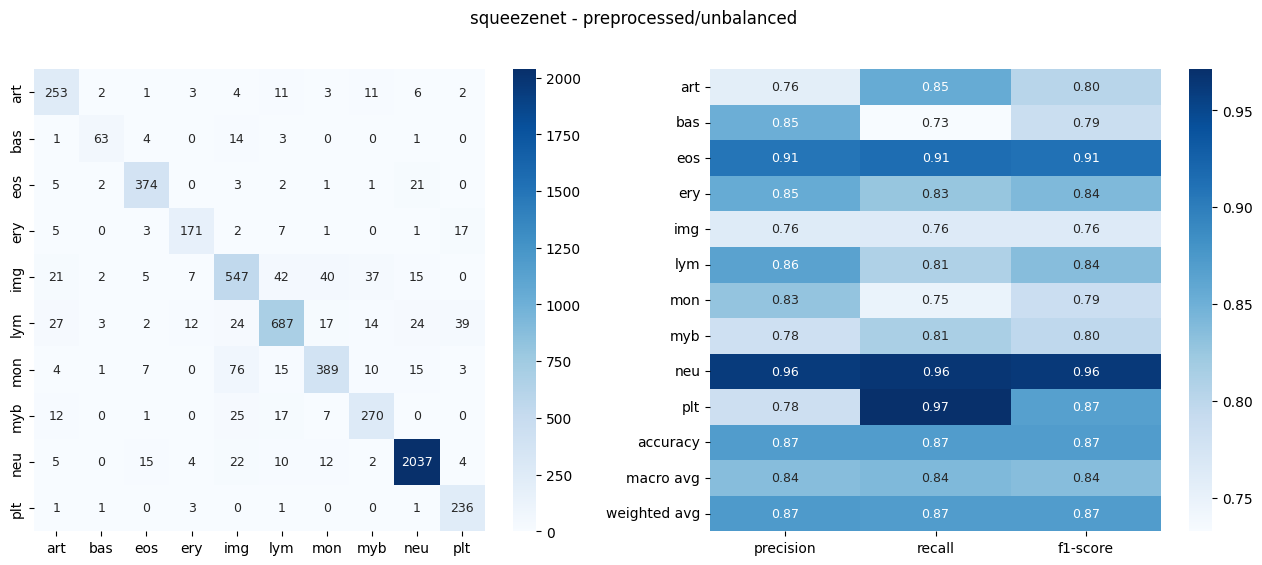 squeezenet - preprocessed/unbalanced
art 253 2 1 3 4 11 3 11 6 2
bas 1 63 4 0 14 3 0 0 1 0
eos 5 2 374 0 3 2 1 1 21 0
ery 5 0 3 171 2 7 1 0 1 17
img 21 2 5 7 547 42 40 37 15 0
lym 27 3 2 12 24 687 17 14 24 39
mon 4 1 7 0 76 15 389 10 15 3
myb 12 0 1 0 25 17 7 270 0 0
neu 5 0 15 4 22 10 12 2 2037 4
plt 1 1 0 3 0 1 0 0 1 236
art bas eos ery img lym mon myb neu plt
2000
1750
1500
1250
1000
750
500
250
0
art 0.76 0.85 0.80
bas 0.85 0.73 0.79
eos 0.91 0.91 0.91
ery 0.85 0.83 0.84
img 0.76 0.76 0.76
lym 0.86 0.81 0.84
mon 0.83 0.75 0.79
myb 0.78 0.81 0.80
neu 0.96 0.96 0.96
plt 0.78 0.97 0.87
accuracy 0.87 0.87 0.87
macro avg 0.84 0.84 0.84
weighted avg 0.87 0.87 0.87
precision recall f1-score
0.95
0.90
0.85
0.80
0.75